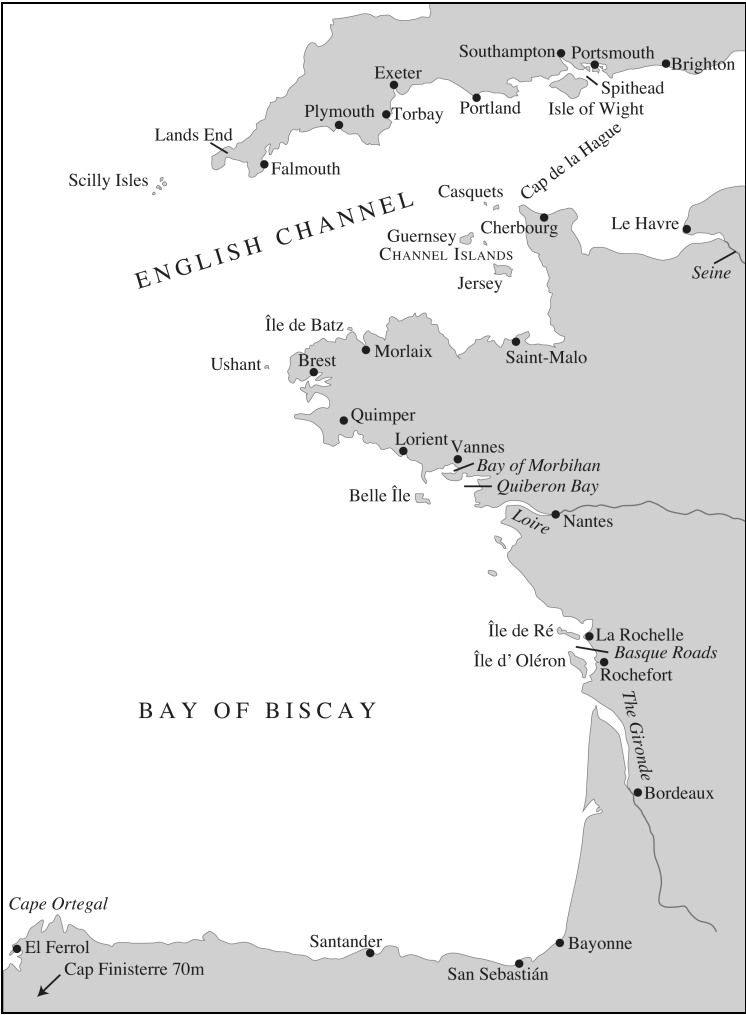 Southampton
Portsmouth
Brighton
Exeter
Spithead
Plymouth
Torbay
Portland
Isle of Wight
Lands End
Falmouth
Cap de la Hague
Scilly Isles
Casquets
ENGLISH CHANNEL
Cherbourg
Le Havre
Guernsey
CHANNEL ISLANDS
Seine
Jersey
Île de Batz
Morlaix
Saint-Malo
Ushant
Brest
Quimper
Lorient
Vannes
Bay of Morbihan
Quiberon Bay
Belle Île
Loire
Nantes
Île de Ré
La Rochelle
Basque Roads
Île d' Oléron
Rochefort
BAY OF BISCAY
The Gironde
Bordeaux
Cape Ortegal
El Ferrol
Santander
Bayonne
Cap Finisterre 70m
San Sebastián